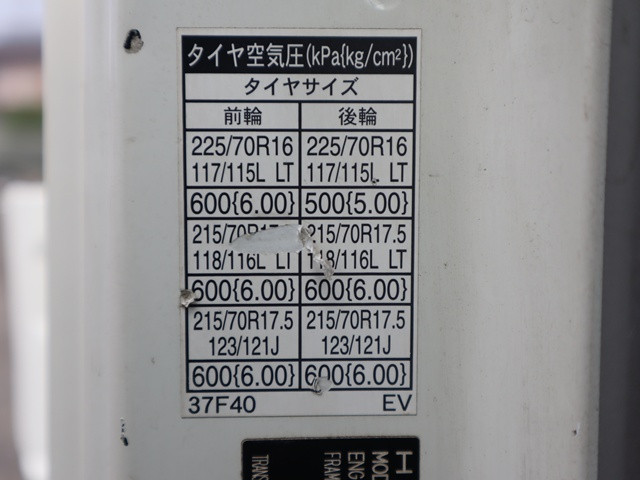 タイヤ空気圧(kPa{kg/cm²})
タイヤサイズ
前輪 後輪
225/70R16 225/70R16
117/115L LT 117/115L LT
600{6.00} 500{5.00}
215/70R17.5 215/70R17.5
118/116L LT 118/116L LT
600{6.00} 600{6.00}
215/70R17.5 215/70R17.5
123/121J 123/121J
600{6.00} 600{6.00}
37F40 EV